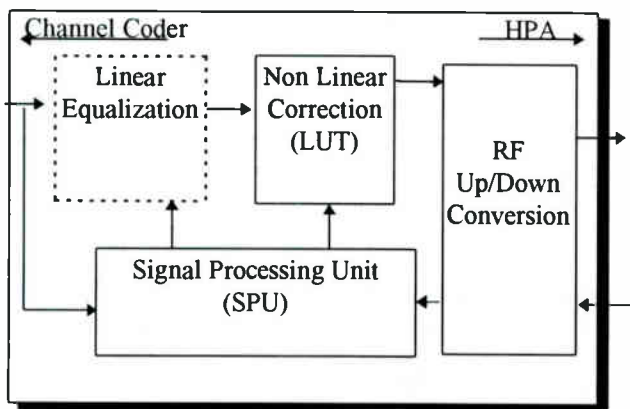 Channel Coder
HPA
Linear
Equalization
Non Linear
Correction
(LUT)
RF
Up/Down
Conversion
Signal Processing Unit
(SPU)